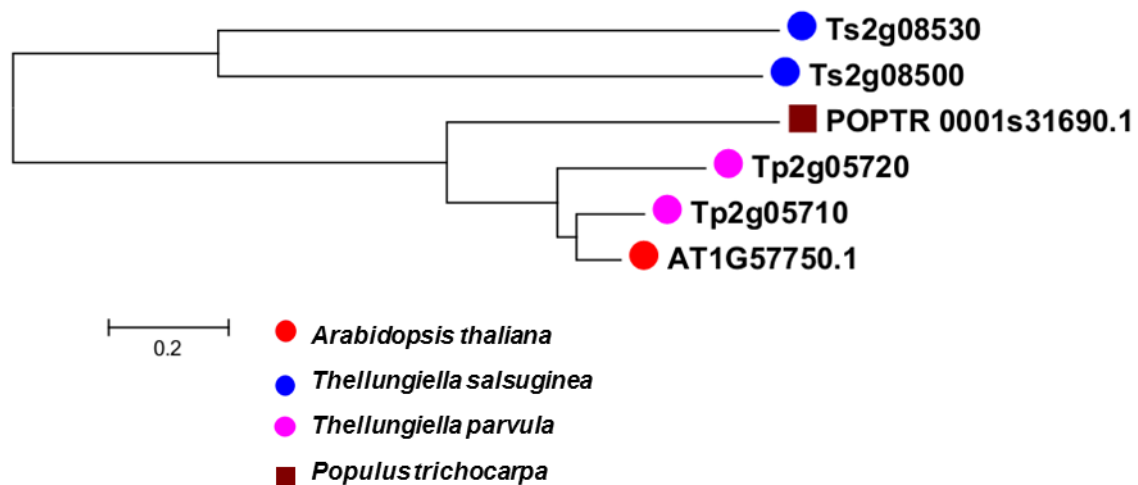 Ts2g08530
Ts2g08500
POPTR 0001s31690.1
Tp2g05720
Tp2g05710
AT1G57750.1
0.2
Arabidopsis thaliana
Thellungiella salsuginea
Thellungiella parvula
Populus trichocarpa